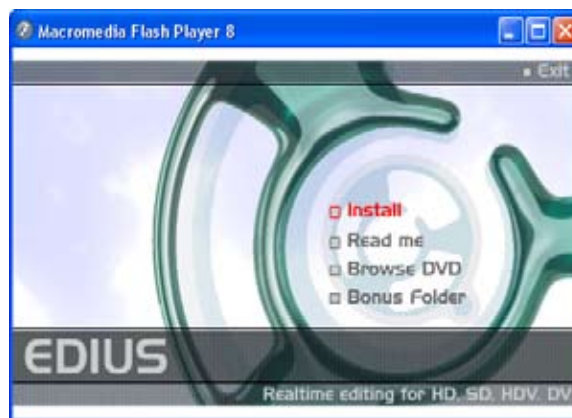 Macromedia Flash Player 8
Exit
Install
Read me
Browse DVD
Bonus Folder
EDIUS
Realtime editing for HD, SD, HDV, DV